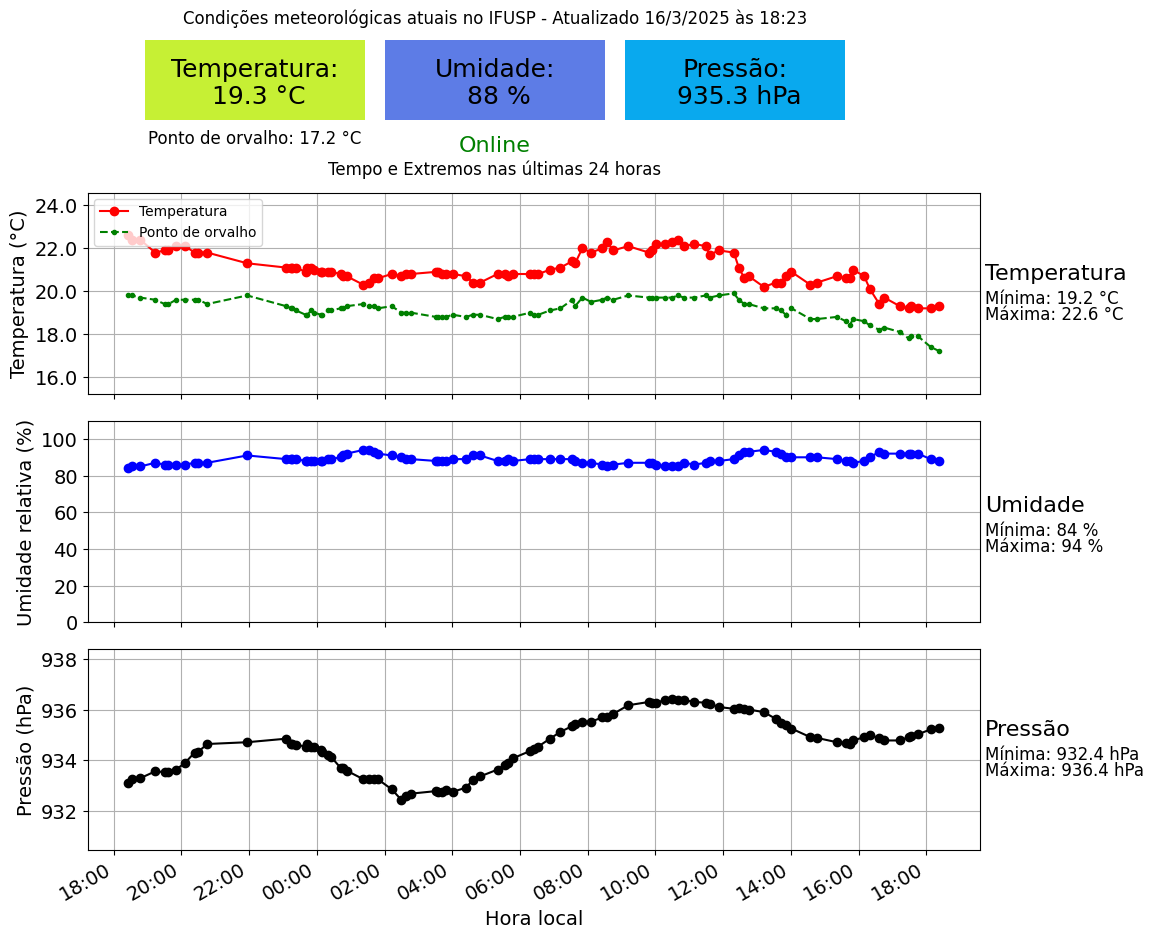 Condições meteorológicas atuais no IFUSP - Atualizado 16/3/2025 às 18:23
Temperatura:
19.3 °C
Umidade:
88 %
Pressão:
935.3 hPa
Ponto de orvalho: 17.2 °C
Online
Tempo e Extremos nas últimas 24 horas
Temperatura (°C)
24.0
22.0
20.0
18.0
16.0
Temperatura
Ponto de orvalho
Temperatura
Mínima: 19.2 °C
Máxima: 22.6 °C
Umidade relativa (%)
100
80
60
40
20
0
Umidade
Mínima: 84 %
Máxima: 94 %
Pressão (hPa)
938
936
934
932
Pressão
Mínima: 932.4 hPa
Máxima: 936.4 hPa
18:00
20:00
22:00
00:00
02:00
04:00
06:00
08:00
10:00
12:00
14:00
16:00
18:00
Hora local